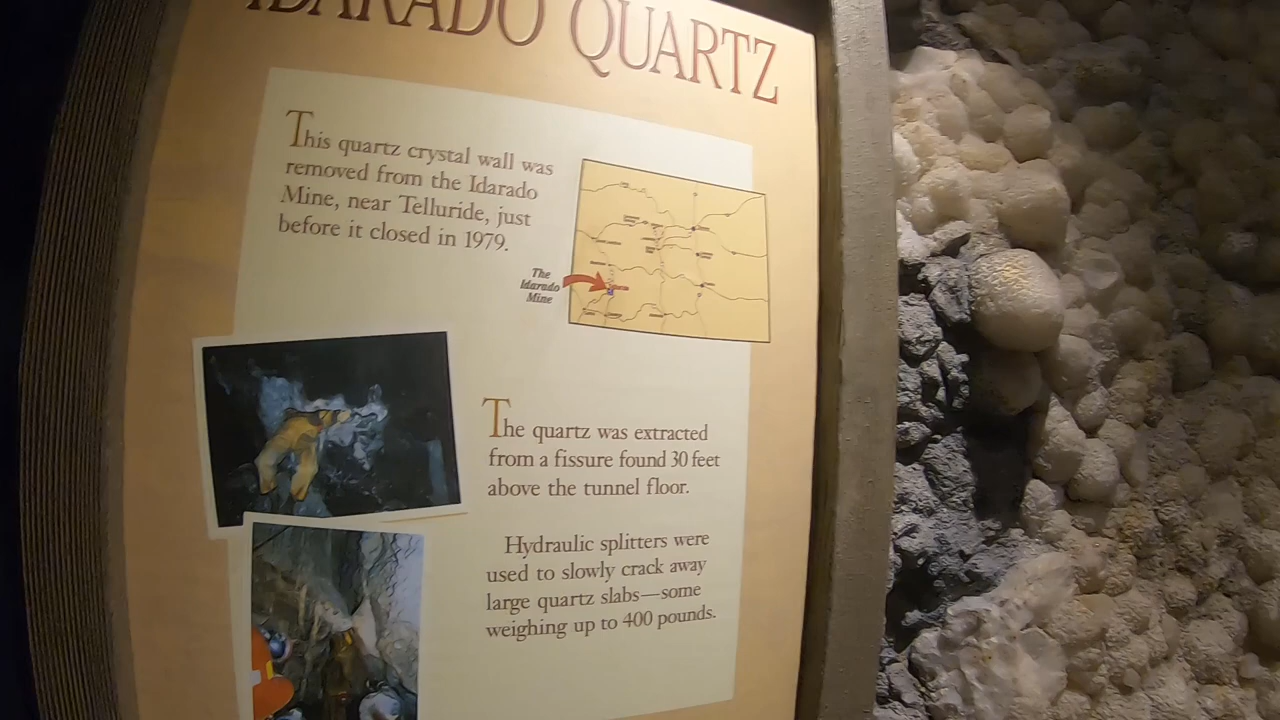 IDARADO QUARTZ
This quartz crystal wall was
removed from the Idarado
Mine, near Telluride, just
before it closed in 1979.
The
Idarado
Mine
The quartz was extracted
from a fissure found 30 feet
above the tunnel floor.
Hydraulic splitters were
used to slowly crack away
large quartz slabs—some
weighing up to 400 pounds.